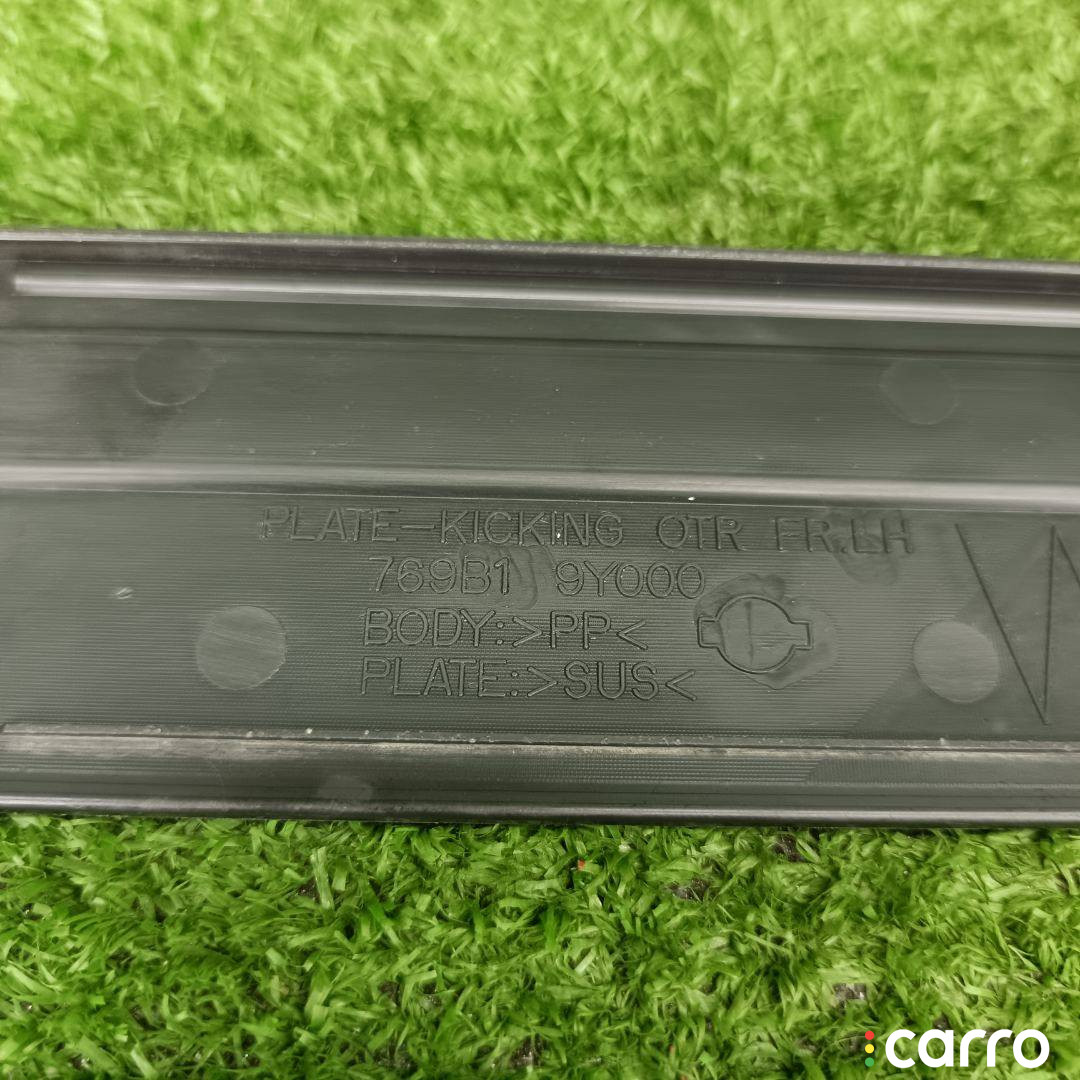 PLATE-KICKING OTR FR.LH
769B1 9Y000
BODY:>PP<
PLATE:>SUS<
carro